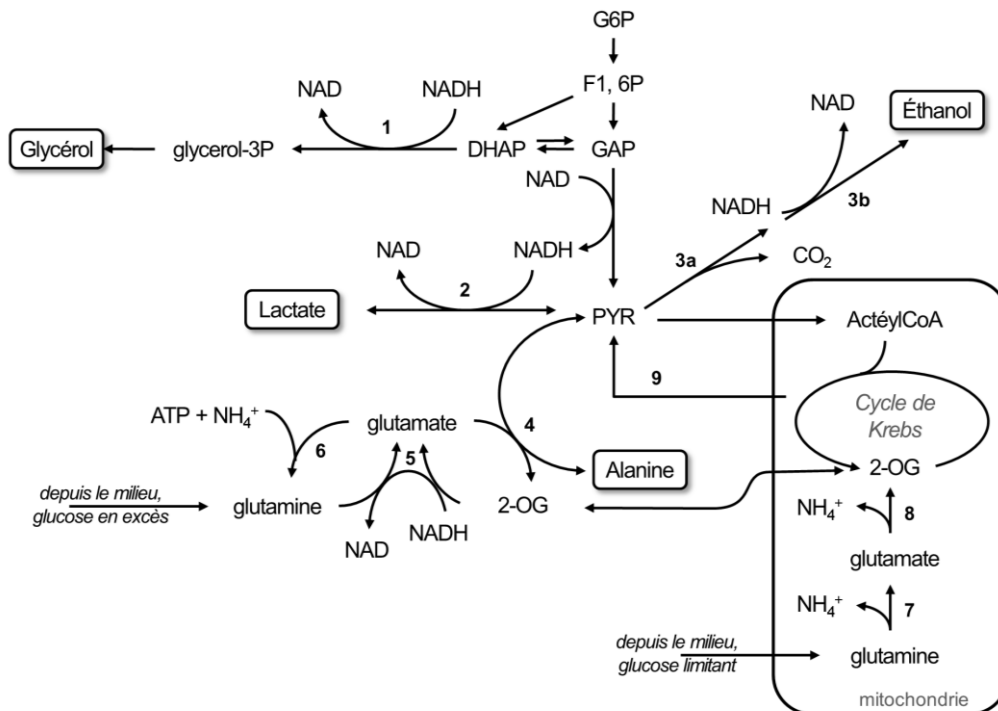 G6P
F1, 6P
NAD
NADH
1
Glycérol
glycerol-3P
DHAP
GAP
NAD
Éthanol
NADH
3b
NAD
3a
CO₂
NAD
NADH
2
Lactate
PYR
ActéylCoA
9
Cycle de
Krebs
ATP + NH₄⁺
glutamate
4
6
5
Alanine
2-OG
depuis le milieu,
glucose en excès
glutamine
2-OG
NH₄⁺
8
NAD
NADH
glutamate
NH₄⁺
7
depuis le milieu,
glucose limitant
glutamine
mitochondrie